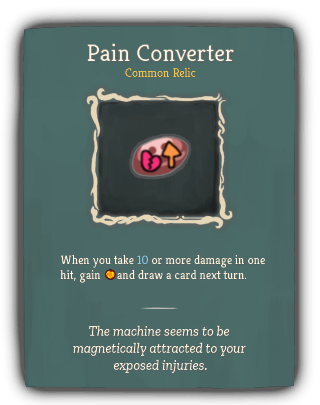 Pain Converter
Common Relic
When you take 10 or more damage in one
hit, gain and draw a card next turn.
The machine seems to be
magnetically attracted to your
exposed injuries.